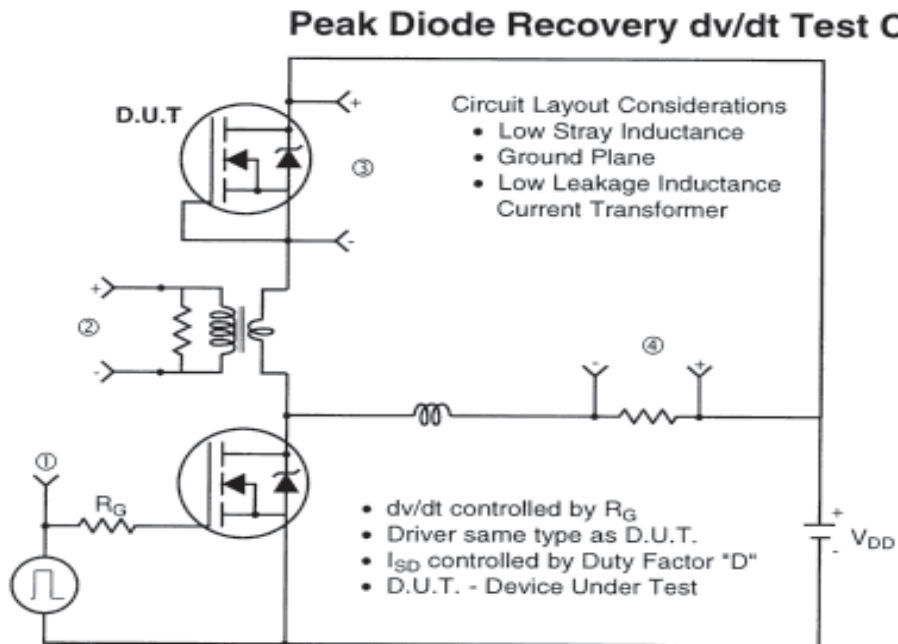 Peak Diode Recovery dv/dt Test C
D.U.T
+
Circuit Layout Considerations
• Low Stray Inductance
• Ground Plane
• Low Leakage Inductance
Current Transformer
③
-
+
②
-
④
-
+
①
RG
• dv/dt controlled by RG
• Driver same type as D.U.T.
• ISD controlled by Duty Factor "D"
• D.U.T. - Device Under Test
+
VDD
-